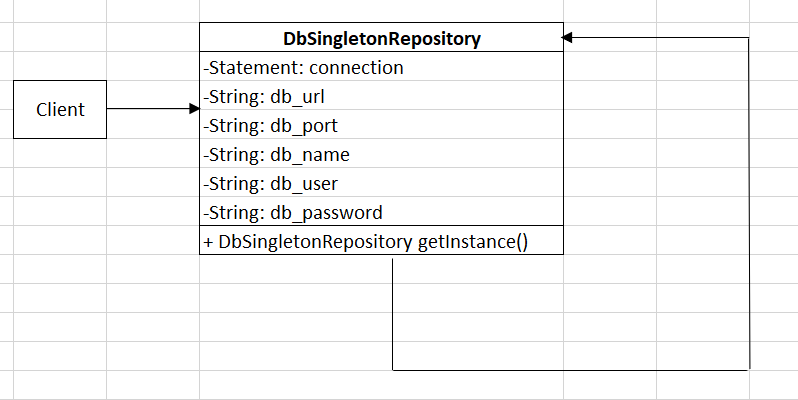 DbSingletonRepository
-Statement: connection
Client
-String: db_url
-String: db_port
-String: db_name
-String: db_user
-String: db_password
+ DbSingletonRepository getInstance()